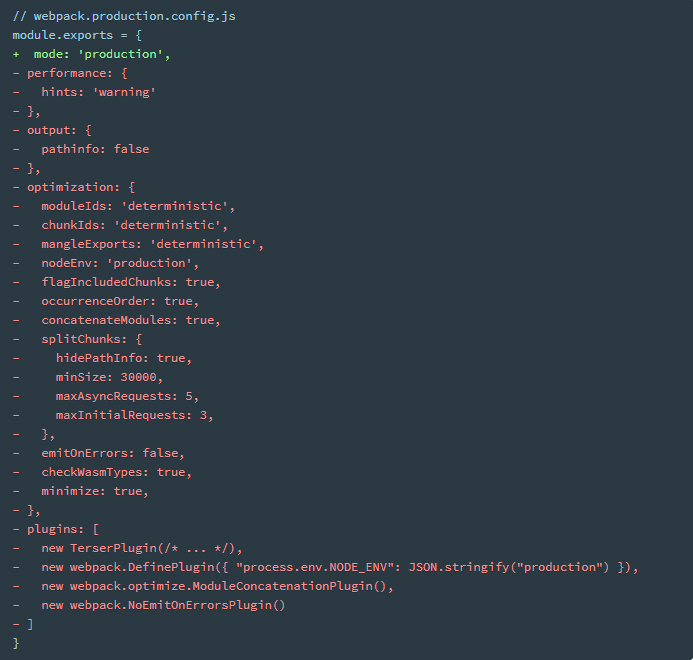 // webpack.production.config.js
module.exports = {
+  mode: 'production',
- performance: {
-   hints: 'warning'
- },
- output: {
-   pathinfo: false
- },
- optimization: {
-   moduleIds: 'deterministic',
-   chunkIds: 'deterministic',
-   mangleExports: 'deterministic',
-   nodeEnv: 'production',
-   flagIncludedChunks: true,
-   occurrenceOrder: true,
-   concatenateModules: true,
-   splitChunks: {
-     hidePathInfo: true,
-     minSize: 30000,
-     maxAsyncRequests: 5,
-     maxInitialRequests: 3,
-   },
-   emitOnErrors: false,
-   checkWasmTypes: true,
-   minimize: true,
- },
- plugins: [
-   new TerserPlugin(/* ... */),
-   new webpack.DefinePlugin({ "process.env.NODE_ENV": JSON.stringify("production") }),
-   new webpack.optimize.ModuleConcatenationPlugin(),
-   new webpack.NoEmitOnErrorsPlugin()
- ]
}